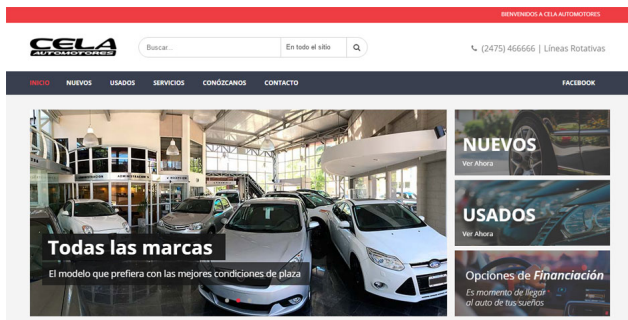 BIENVENIDOS A CELA AUTOMOTORES
CELA
AUTOMOTORES
Buscar...
En todo el sitio
(2475) 466666 | Líneas Rotativas
INICIO
NUEVOS
USADOS
SERVICIOS
CONÓZCANOS
CONTACTO
FACEBOOK
ADMINISTRACION
Todas las marcas
El modelo que prefiera con las mejores condiciones de plaza
NUEVOS
Ver Ahora
USADOS
Ver Ahora
Opciones de Financiación
Es momento de llegar
al auto de tus sueños